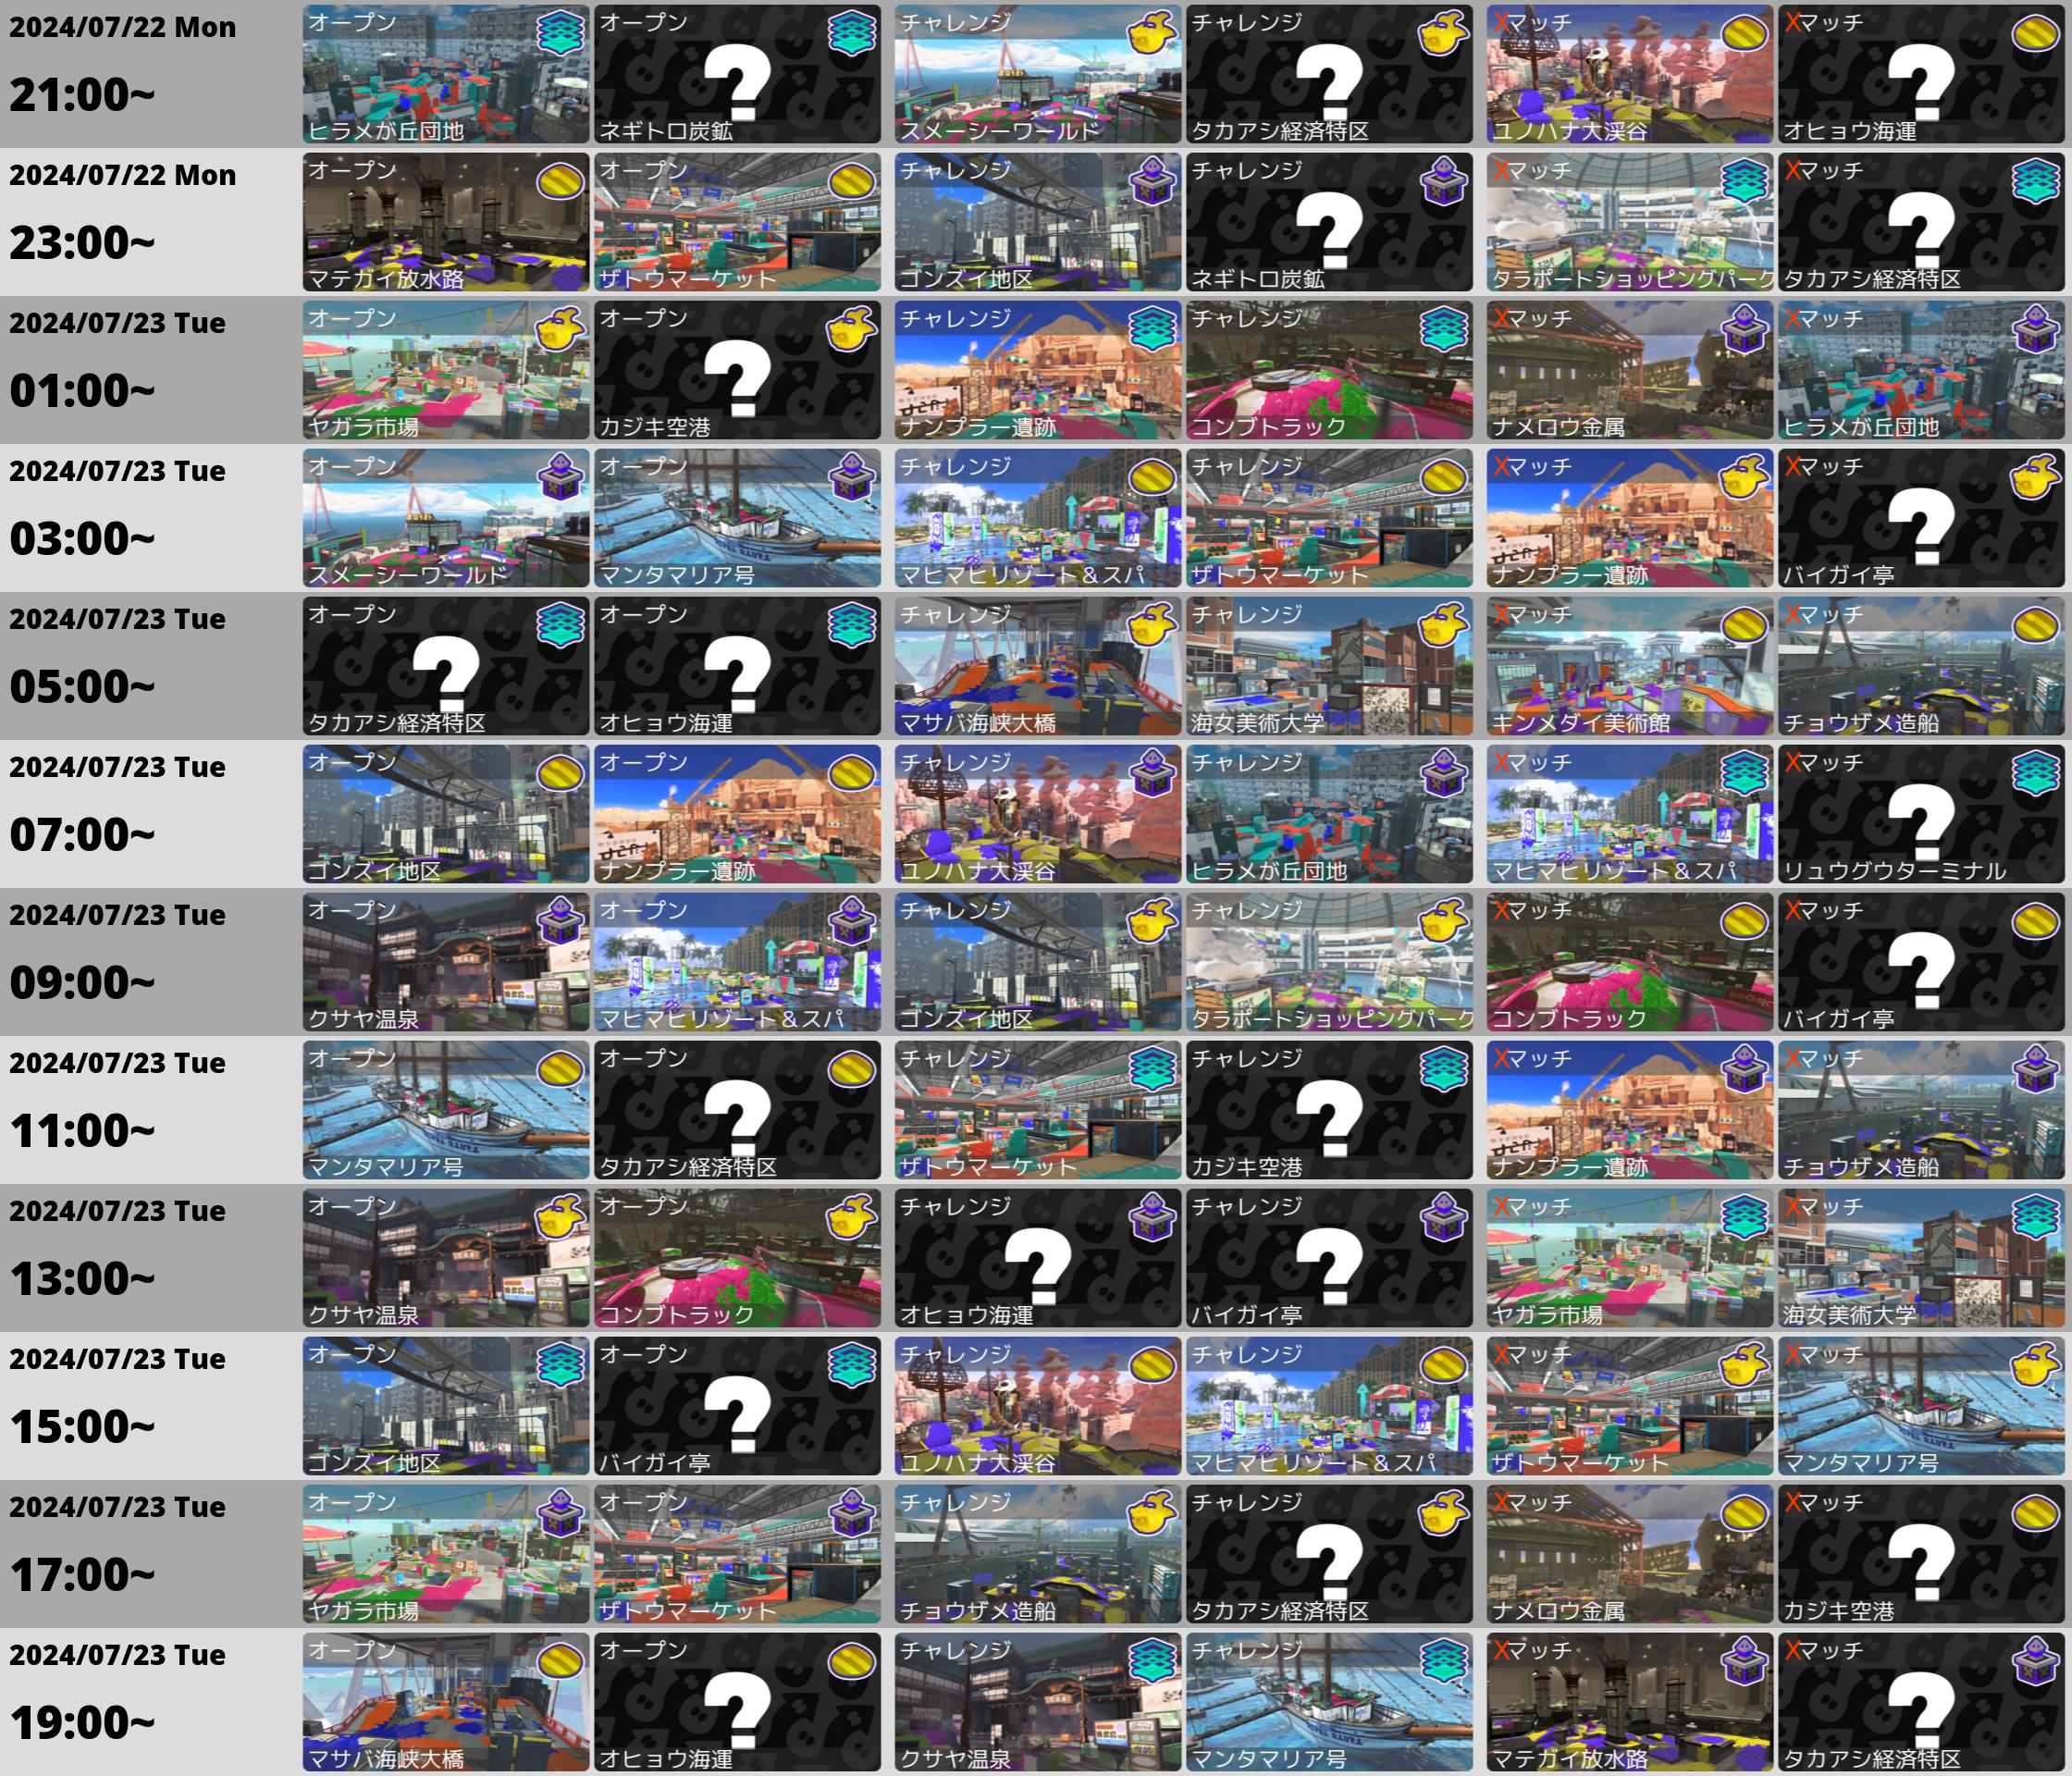 2024/07/22 Mon
21:00~
オープン
ヒラメが丘団地
オープン
ネギトロ炭鉱
チャレンジ
スメーシーワールド
チャレンジ
タカアシ経済特区
Xマッチ
ユノハナ大渓谷
Xマッチ
オヒョウ海運
2024/07/22 Mon
23:00~
オープン
マテガイ放水路
オープン
ザトウマーケット
チャレンジ
ゴンズイ地区
チャレンジ
ネギトロ炭鉱
Xマッチ
タラポートショッピングパーク
Xマッチ
タカアシ経済特区
2024/07/23 Tue
01:00~
オープン
ヤガラ市場
オープン
カジキ空港
チャレンジ
ナンプラー遺跡
チャレンジ
コンブトラック
Xマッチ
ナメロウ金属
Xマッチ
ヒラメが丘団地
2024/07/23 Tue
03:00~
オープン
スメーシーワールド
オープン
マンタマリア号
チャレンジ
マヒマヒリゾート&スパ
チャレンジ
ザトウマーケット
Xマッチ
ナンプラー遺跡
Xマッチ
バイガイ亭
2024/07/23 Tue
05:00~
オープン
タカアシ経済特区
オープン
オヒョウ海運
チャレンジ
マサバ海峡大橋
チャレンジ
海女美術大学
Xマッチ
キンメダイ美術館
Xマッチ
チョウザメ造船
2024/07/23 Tue
07:00~
オープン
ゴンズイ地区
オープン
ナンプラー遺跡
チャレンジ
ユノハナ大渓谷
チャレンジ
ヒラメが丘団地
Xマッチ
マヒマヒリゾート&スパ
Xマッチ
リュウグウターミナル
2024/07/23 Tue
09:00~
オープン
クサヤ温泉
オープン
マヒマヒリゾート&スパ
チャレンジ
ゴンズイ地区
チャレンジ
タラポートショッピングパーク
Xマッチ
コンブトラック
Xマッチ
バイガイ亭
2024/07/23 Tue
11:00~
オープン
マンタマリア号
オープン
タカアシ経済特区
チャレンジ
ザトウマーケット
チャレンジ
カジキ空港
Xマッチ
ナンプラー遺跡
Xマッチ
チョウザメ造船
2024/07/23 Tue
13:00~
オープン
クサヤ温泉
オープン
コンブトラック
チャレンジ
オヒョウ海運
チャレンジ
バイガイ亭
Xマッチ
ヤガラ市場
Xマッチ
海女美術大学
2024/07/23 Tue
15:00~
オープン
ゴンズイ地区
オープン
バイガイ亭
チャレンジ
ユノハナ大渓谷
チャレンジ
マヒマヒリゾート&スパ
Xマッチ
ザトウマーケット
Xマッチ
マンタマリア号
2024/07/23 Tue
17:00~
オープン
ヤガラ市場
オープン
ザトウマーケット
チャレンジ
チョウザメ造船
チャレンジ
タカアシ経済特区
Xマッチ
ナメロウ金属
Xマッチ
カジキ空港
2024/07/23 Tue
19:00~
オープン
マサバ海峡大橋
オープン
オヒョウ海運
チャレンジ
クサヤ温泉
チャレンジ
マンタマリア号
Xマッチ
マテガイ放水路
Xマッチ
タカアシ経済特区